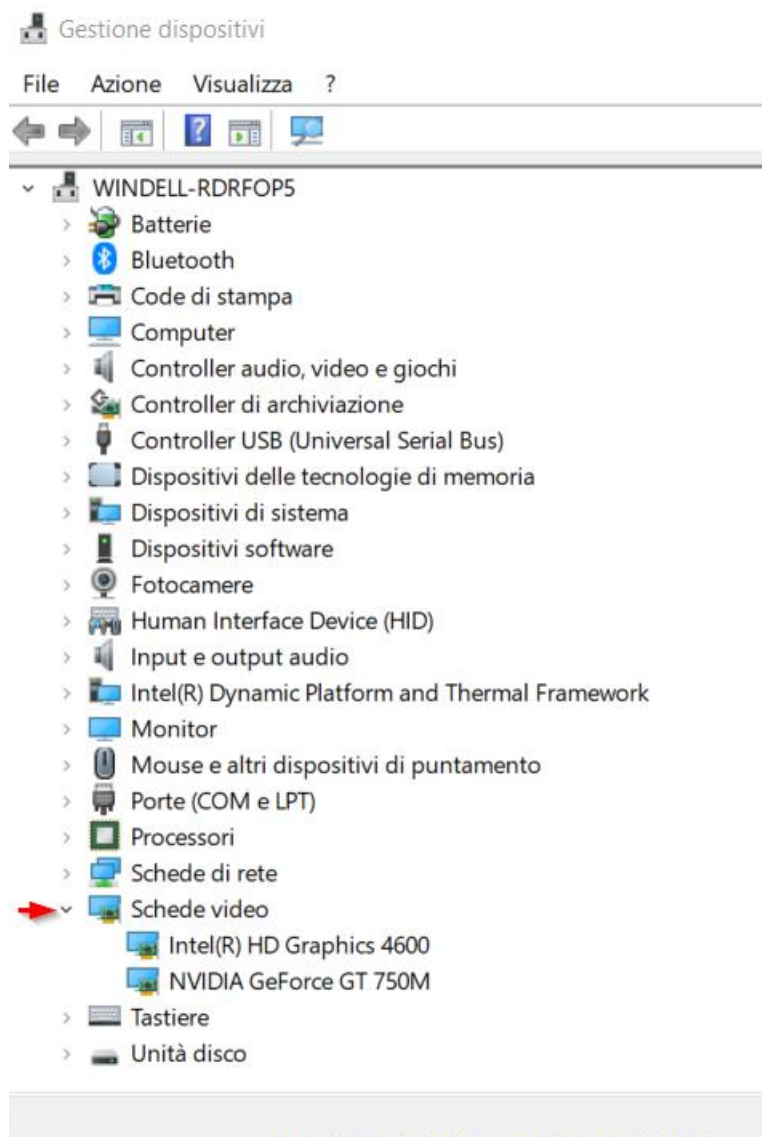 Gestione dispositivi
File Azione Visualizza ?
WINDELL-RDRFOP5
Batterie
Bluetooth
Code di stampa
Computer
Controller audio, video e giochi
Controller di archiviazione
Controller USB (Universal Serial Bus)
Dispositivi delle tecnologie di memoria
Dispositivi di sistema
Dispositivi software
Fotocamere
Human Interface Device (HID)
Input e output audio
Intel(R) Dynamic Platform and Thermal Framework
Monitor
Mouse e altri dispositivi di puntamento
Porte (COM e LPT)
Processori
Schede di rete
Schede video
Intel(R) HD Graphics 4600
NVIDIA GeForce GT 750M
Tastiere
Unità disco